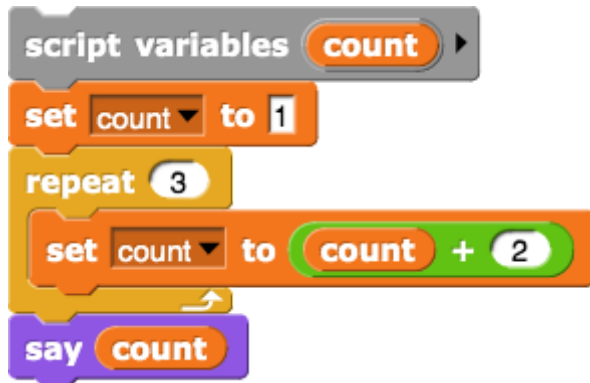 script variables count
set count to 1
repeat 3
set count to count + 2
say count